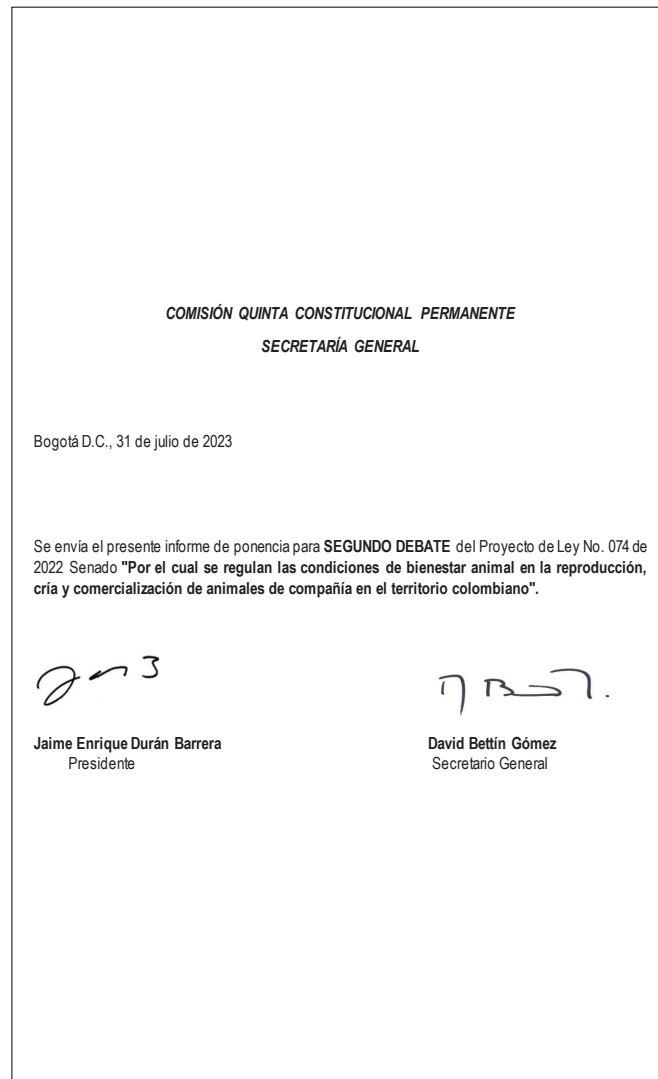 COMISIÓN QUINTA CONSTITUCIONAL PERMANENTE
SECRETARÍA GENERAL
Bogotá D.C., 31 de julio de 2023
Se envía el presente informe de ponencia para SEGUNDO DEBATE del Proyecto de Ley No. 074 de
2022 Senado "Por el cual se regulan las condiciones de bienestar animal en la reproducción,
cría y comercialización de animales de compañía en el territorio colombiano".
Jaime Enrique Durán Barrera
David Bettín Gómez
Presidente
Secretario General